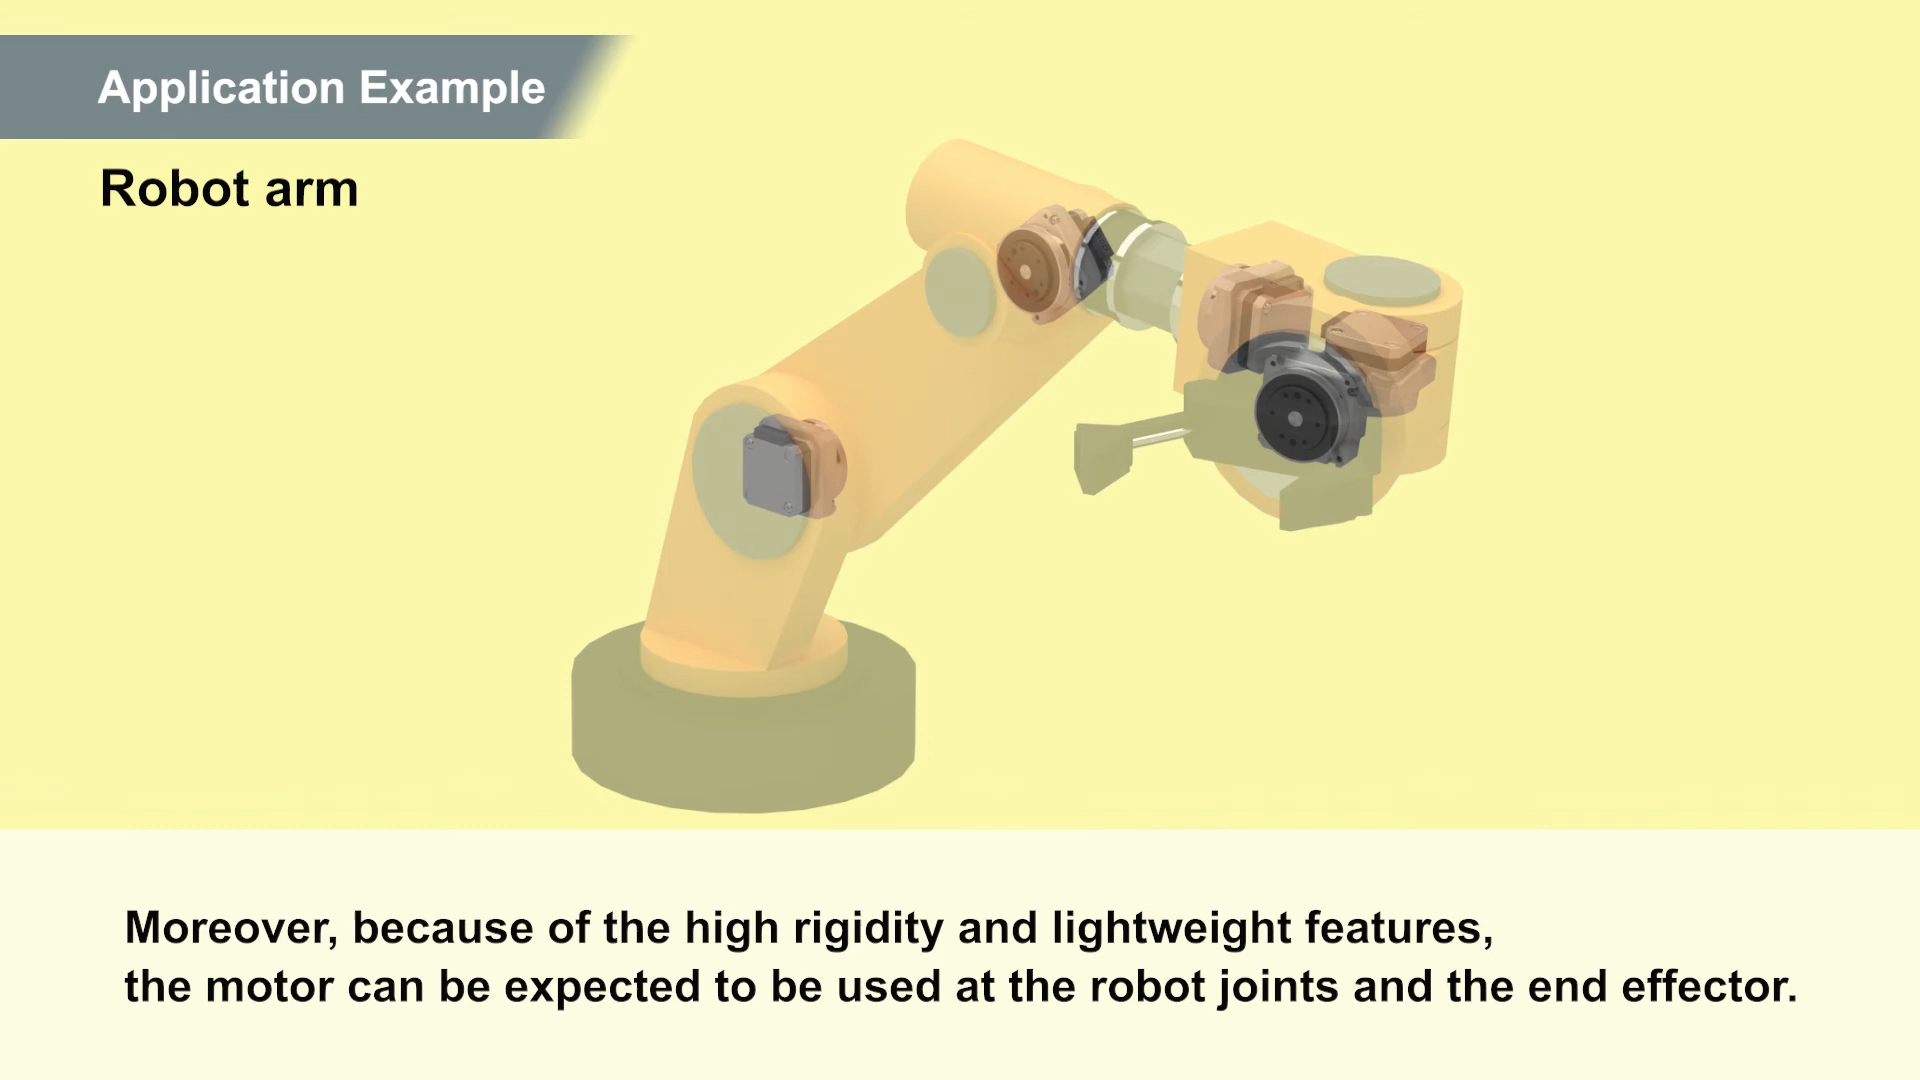 Application Example
Robot arm
Moreover, because of the high rigidity and lightweight features,
the motor can be expected to be used at the robot joints and the end effector.